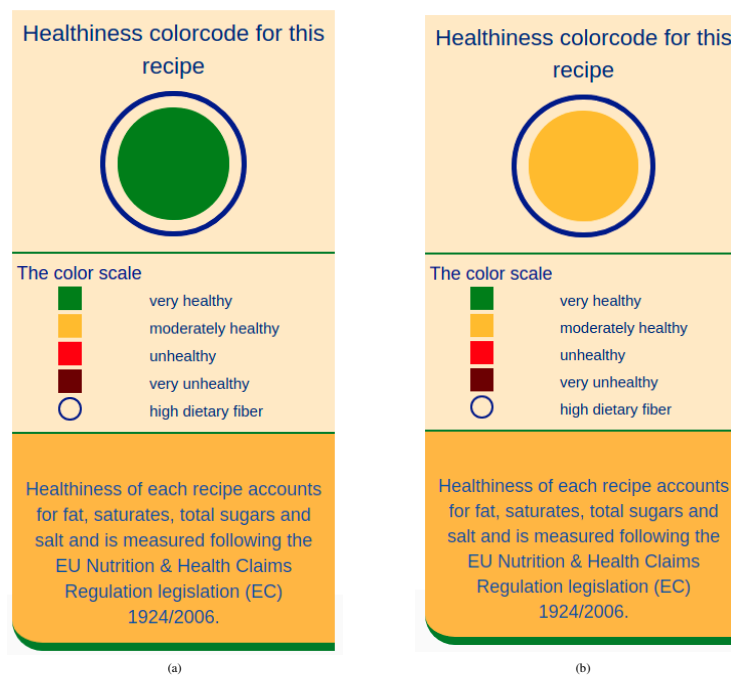 Healthiness colorcode for this
recipe
The color scale
very healthy
moderately healthy
unhealthy
very unhealthy
high dietary fiber
Healthiness of each recipe accounts
for fat, saturates, total sugars and
salt and is measured following the
EU Nutrition & Health Claims
Regulation legislation (EC)
1924/2006.
(a)
Healthiness colorcode for this
recipe
The color scale
very healthy
moderately healthy
unhealthy
very unhealthy
high dietary fiber
Healthiness of each recipe accounts
for fat, saturates, total sugars and
salt and is measured following the
EU Nutrition & Health Claims
Regulation legislation (EC)
1924/2006.
(b)